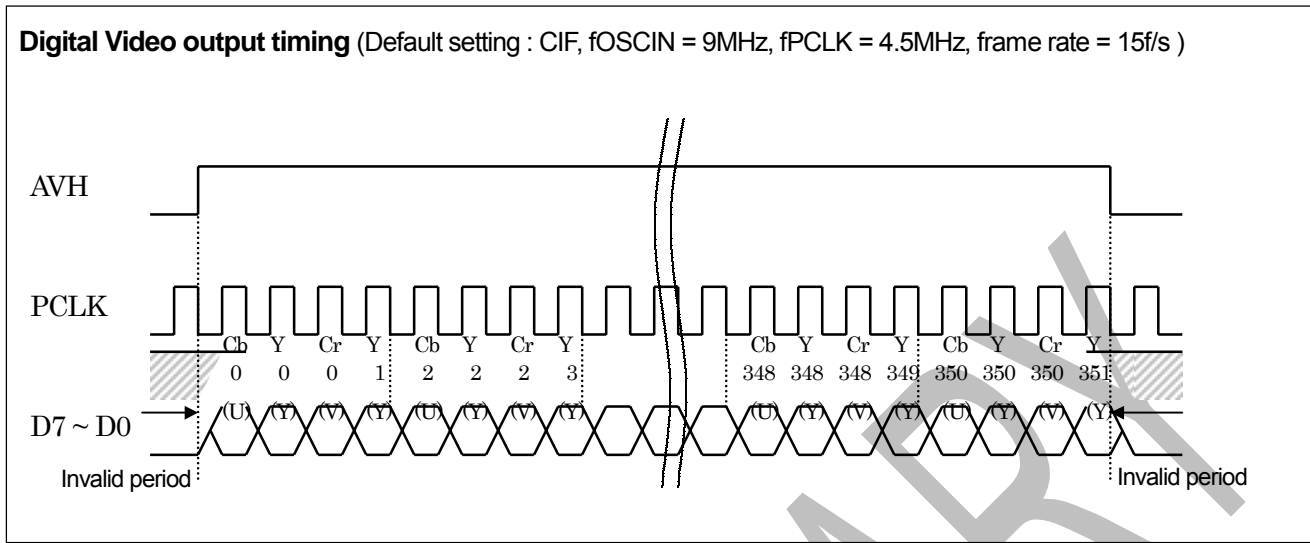 Digital Video output timing (Default setting : CIF, fOSCIN = 9MHz, fPCLK = 4.5MHz, frame rate = 15f/s )
AVH
PCLK
Cb Y Cr Y Cb Y Cr Y Cb Y Cr Y Cb Y Cr Y
0 0 0 1 2 2 2 3 348 348 348 349 350 350 350 351
(U) (Y) (V) (Y) (U) (Y) (V) (Y) (U) (Y) (V) (Y) (U) (Y) (V) (Y)
D7 ~ D0
Invalid period Invalid period